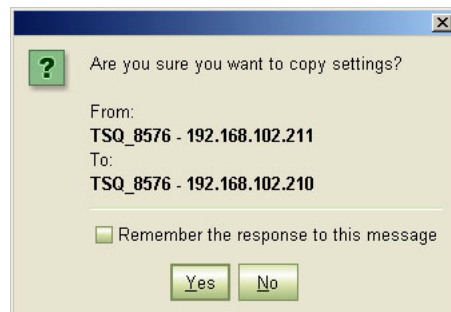 Are you sure you want to copy settings?
From:
TSQ_8576 - 192.168.102.211
To:
TSQ_8576 - 192.168.102.210
Remember the response to this message
Yes No